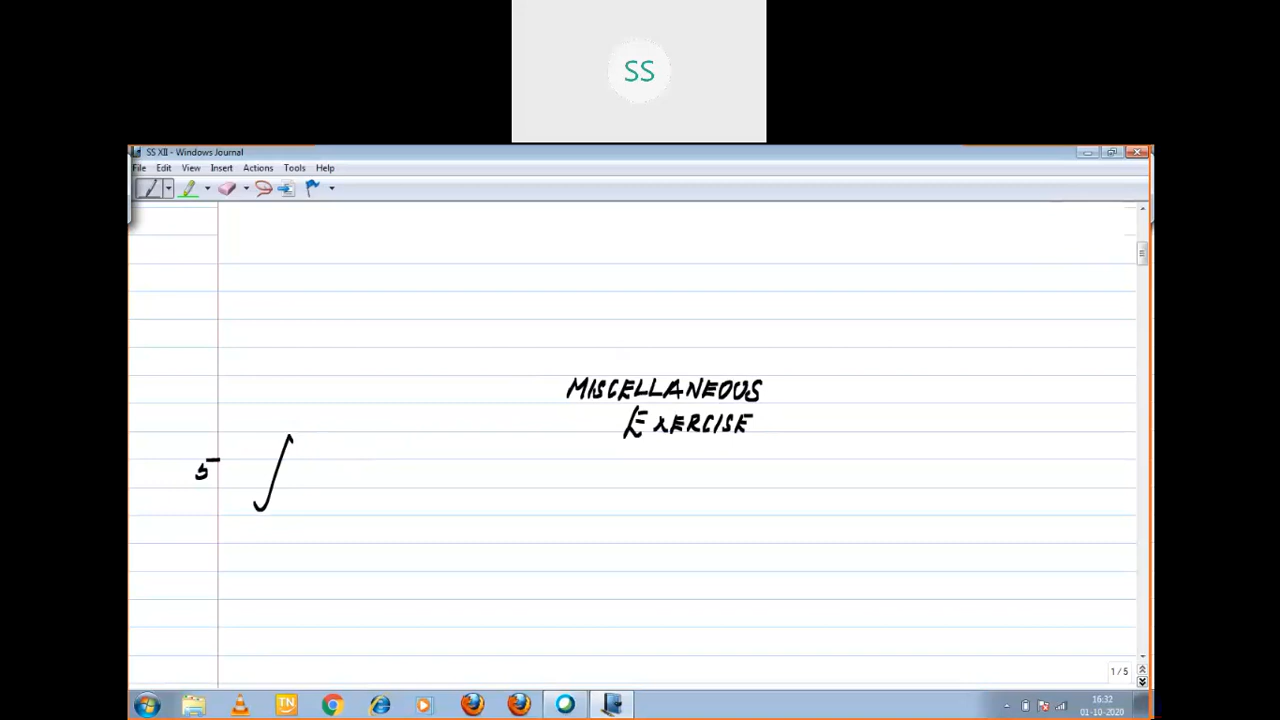 SS
SS XII - Windows Journal
File Edit View Insert Actions Tools Help
MISCELLANEOUS
EXERCISE
5 ∫
1 / 5
TN
16:32
01-10-2020